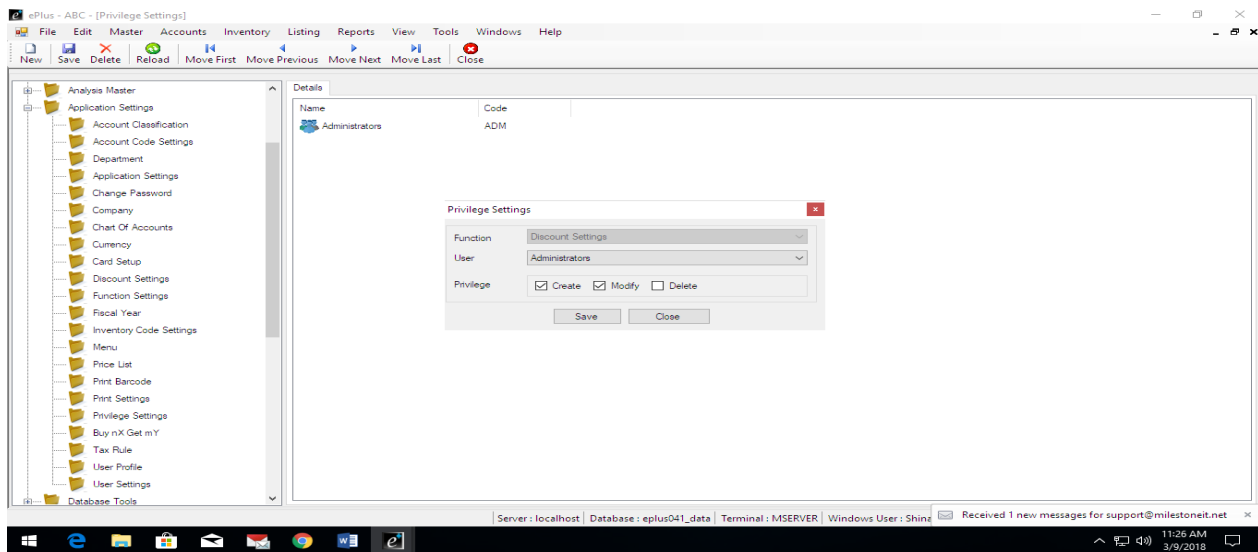 ePlus - ABC - [Privilege Settings]
File Edit Master Accounts Inventory Listing Reports View Tools Windows Help
New Save Delete Reload Move First Move Previous Move Next Move Last Close
Analysis Master
Application Settings
Account Classification
Account Code Settings
Department
Application Settings
Change Password
Company
Chart Of Accounts
Currency
Card Setup
Discount Settings
Function Settings
Fiscal Year
Inventory Code Settings
Menu
Price List
Print Barcode
Print Settings
Privilege Settings
Buy nX Get mY
Tax Rule
User Profile
User Settings
Database Tools
Details
Name Code
Administrators ADM
Privilege Settings
Function Discount Settings
User Administrators
Privilege Create Modify Delete
Save Close
Server : localhost Database : eplus041_data Terminal : MSERVER Windows User : Shina
Received 1 new messages for support@milestoneit.net
11:26 AM
3/9/2018